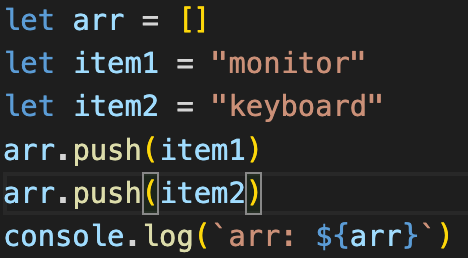 let arr = []
let item1 = "monitor"
let item2 = "keyboard"
arr.push(item1)
arr.push(item2)
console.log(`arr: ${arr}`)